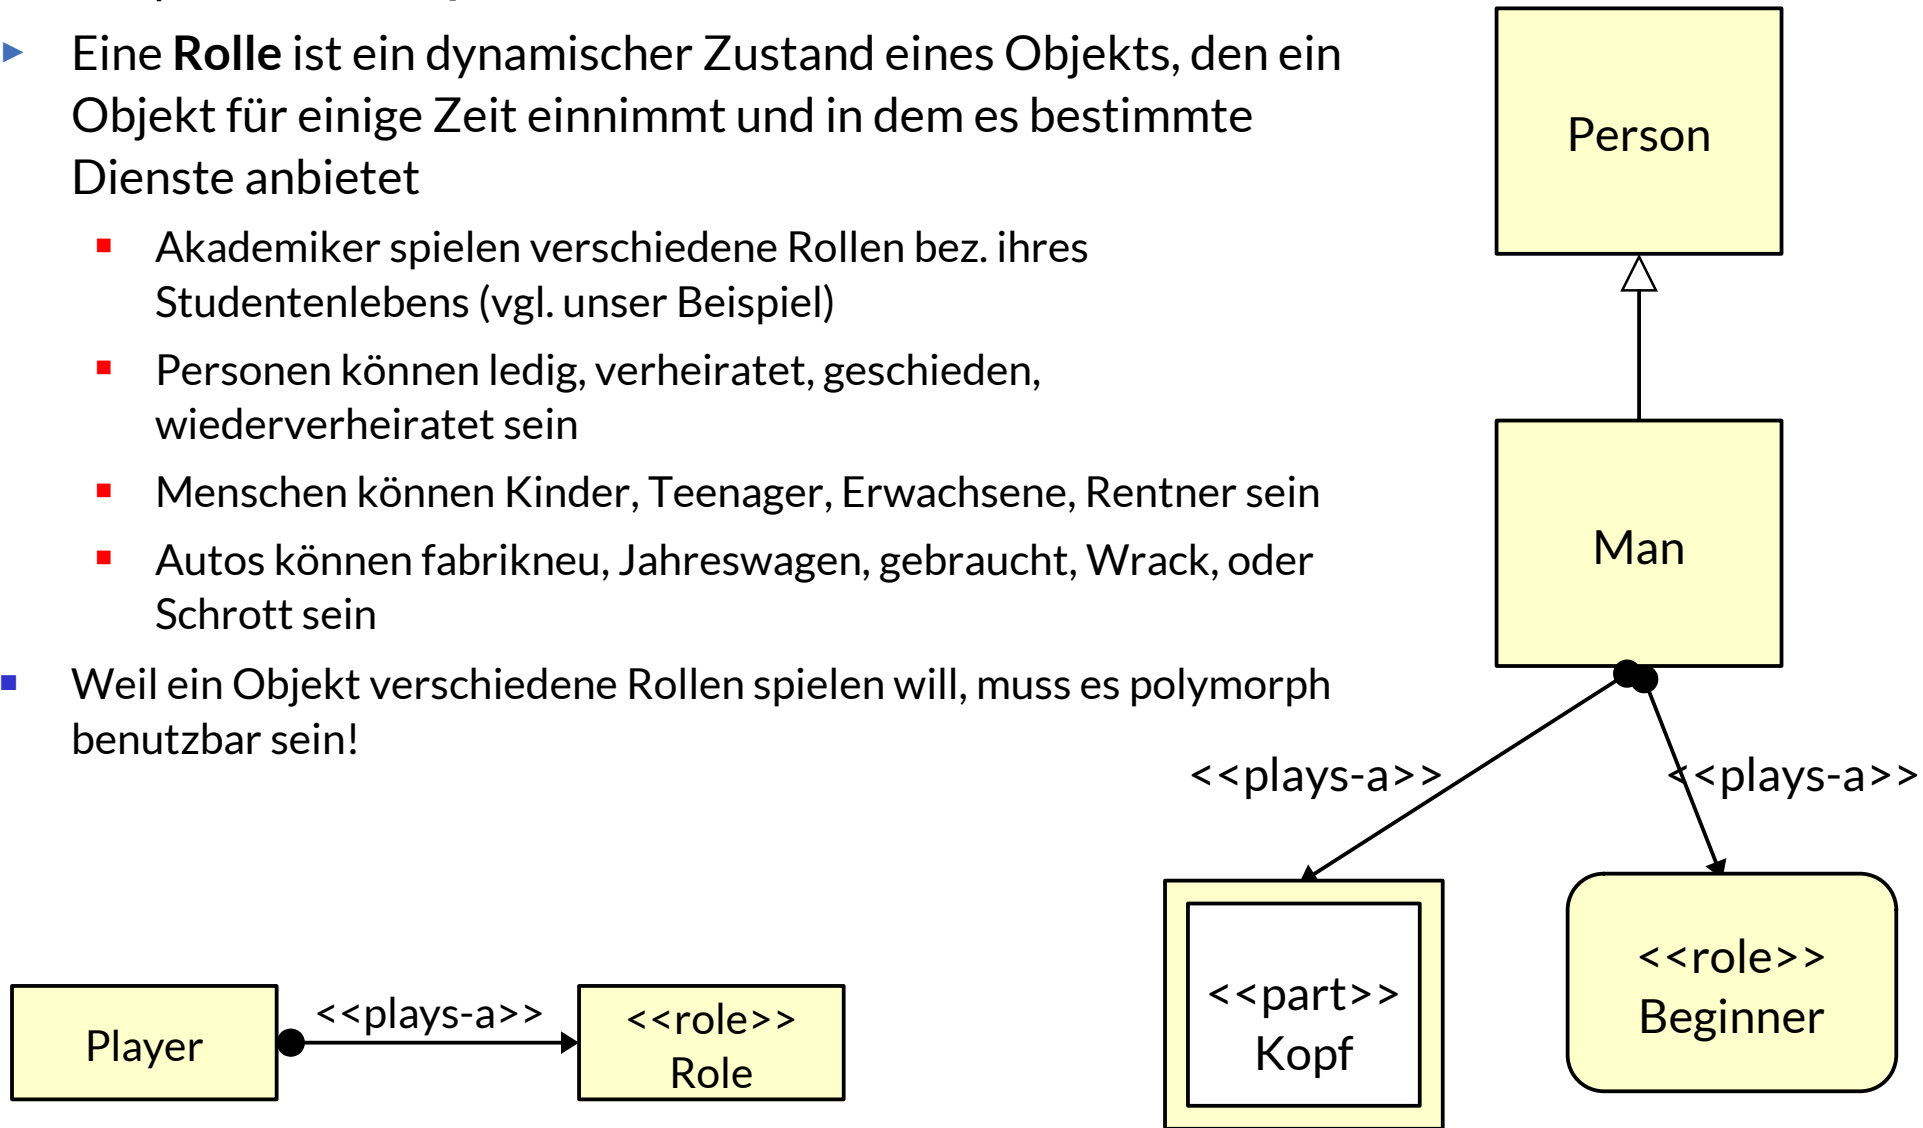 Eine Rolle ist ein dynamischer Zustand eines Objekts, den ein
Objekt für einige Zeit einnimmt und in dem es bestimmte
Dienste anbietet
Akademiker spielen verschiedene Rollen bez. ihres
Studentenlebens (vgl. unser Beispiel)
Personen können ledig, verheiratet, geschieden,
wiederverheiratet sein
Menschen können Kinder, Teenager, Erwachsene, Rentner sein
Autos können fabrikneu, Jahreswagen, gebraucht, Wrack, oder
Schrott sein
Weil ein Objekt verschiedene Rollen spielen will, muss es polymorph
benutzbar sein!
Person
Man
<<plays-a>>
<<plays-a>>
<<part>>
Kopf
<<role>>
Beginner
Player
<<plays-a>>
<<role>>
Role